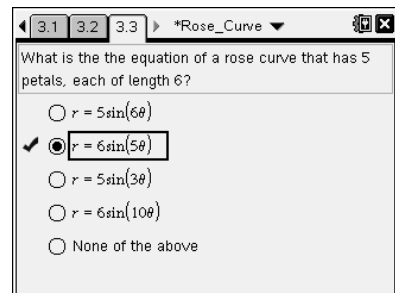 3.1 3.2 3.3 *Rose_Curve
What is the the equation of a rose curve that has 5
petals, each of length 6?
r = 5sin(6θ)
r = 6sin(5θ)
r = 5sin(3θ)
r = 6sin(10θ)
None of the above